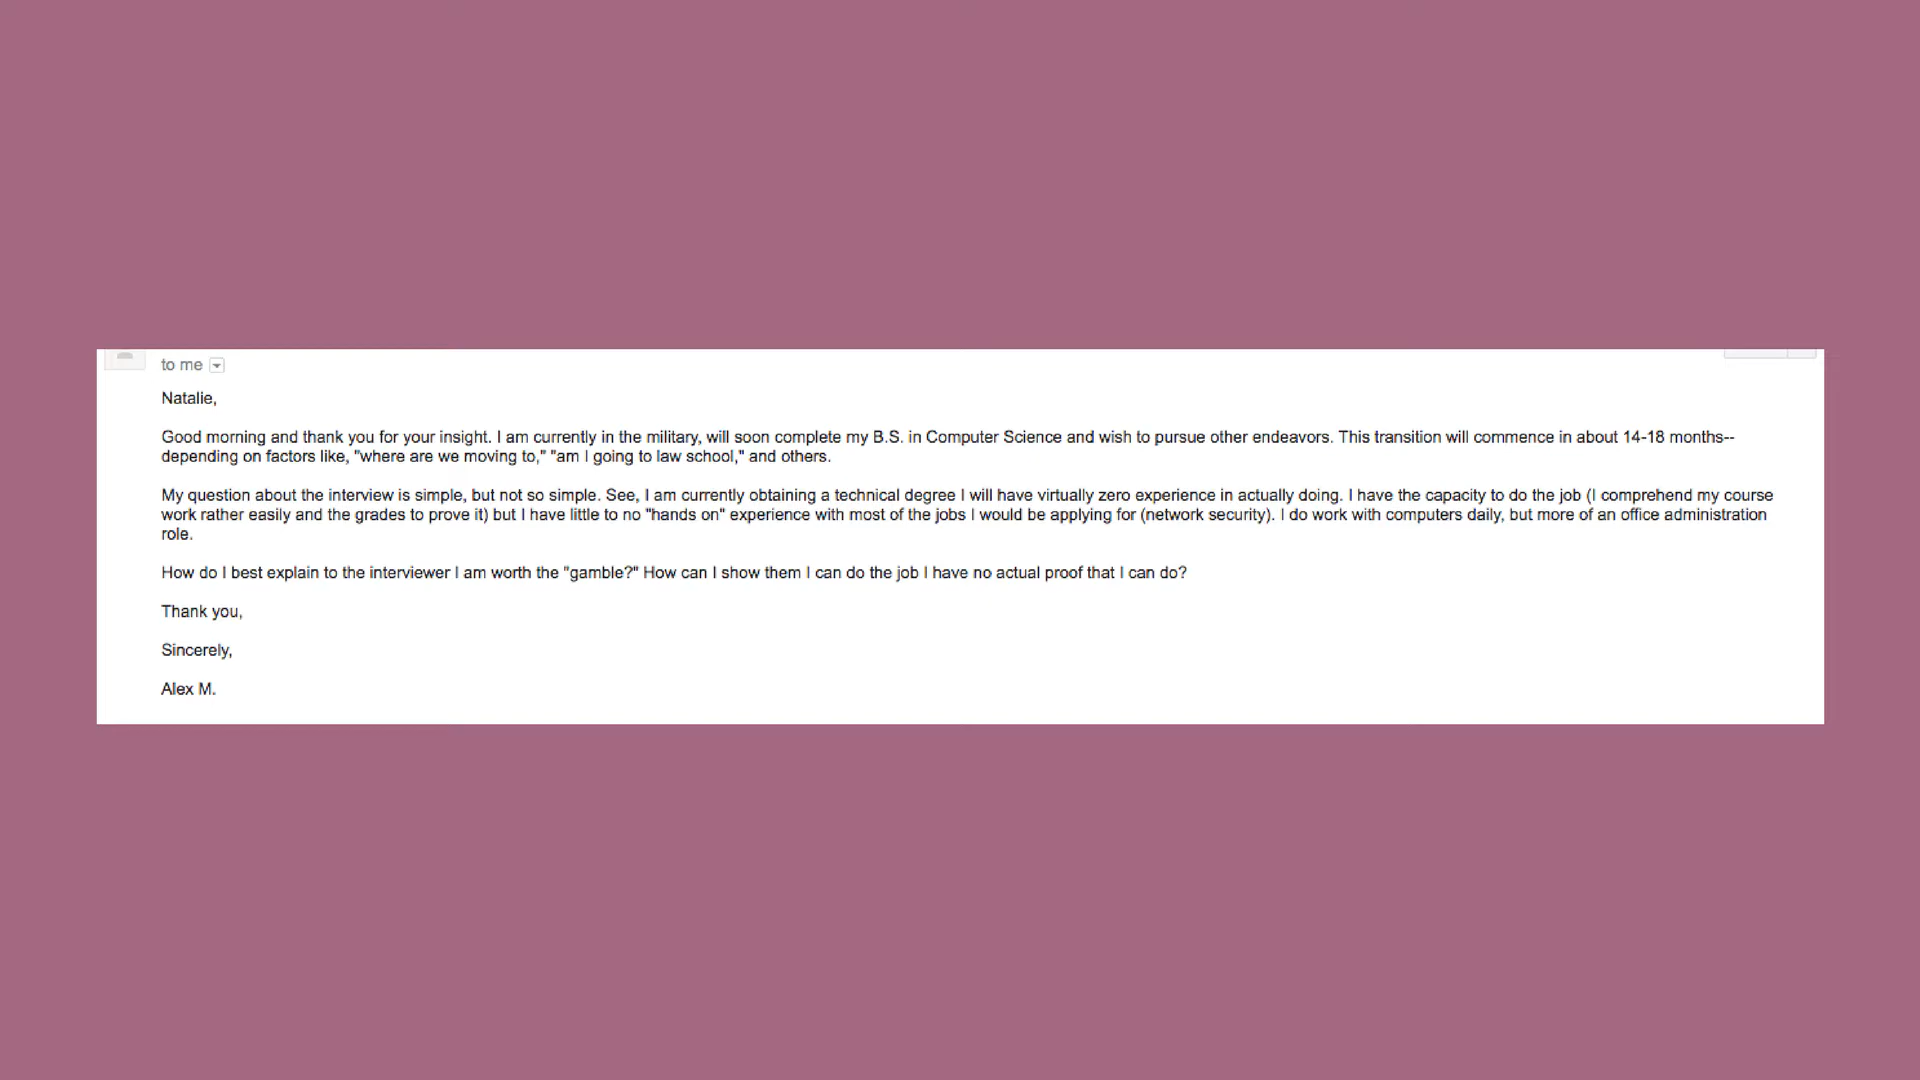 to me
Natalie,
Good morning and thank you for your insight. I am currently in the military, will soon complete my B.S. in Computer Science and wish to pursue other endeavors. This transition will commence in about 14-18 months--
depending on factors like, "where are we moving to," "am I going to law school," and others.
My question about the interview is simple, but not so simple. See, I am currently obtaining a technical degree I will have virtually zero experience in actually doing. I have the capacity to do the job (I comprehend my course
work rather easily and the grades to prove it) but I have little to no "hands on" experience with most of the jobs I would be applying for (network security). I do work with computers daily, but more of an office administration
role.
How do I best explain to the interviewer I am worth the "gamble?" How can I show them I can do the job I have no actual proof that I can do?
Thank you,
Sincerely,
Alex M.